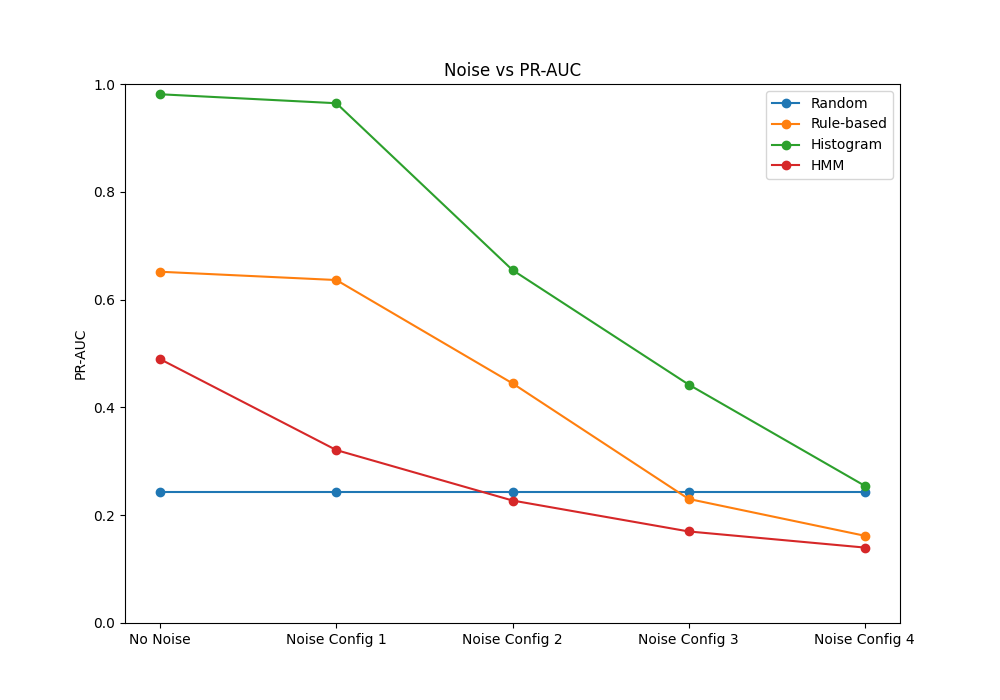 Noise vs PR-AUC
PR-AUC
1.0
0.8
0.6
0.4
0.2
0.0
No Noise
Noise Config 1
Noise Config 2
Noise Config 3
Noise Config 4
Random
Rule-based
Histogram
HMM